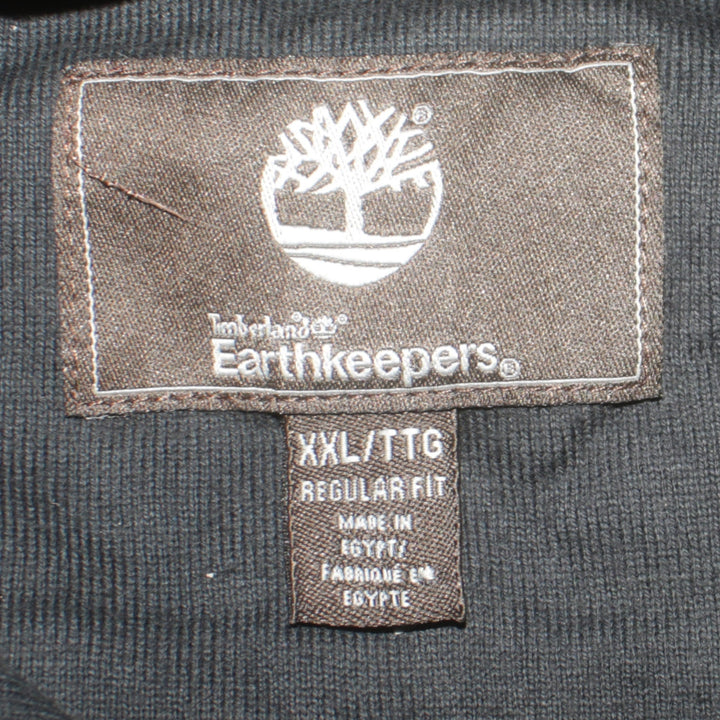 ®
Timberland®
Earthkeepers®
XXL/TTG
REGULAR FIT
MADE IN
EGYPT/
FABRIQUÉ EN
EGYPTE